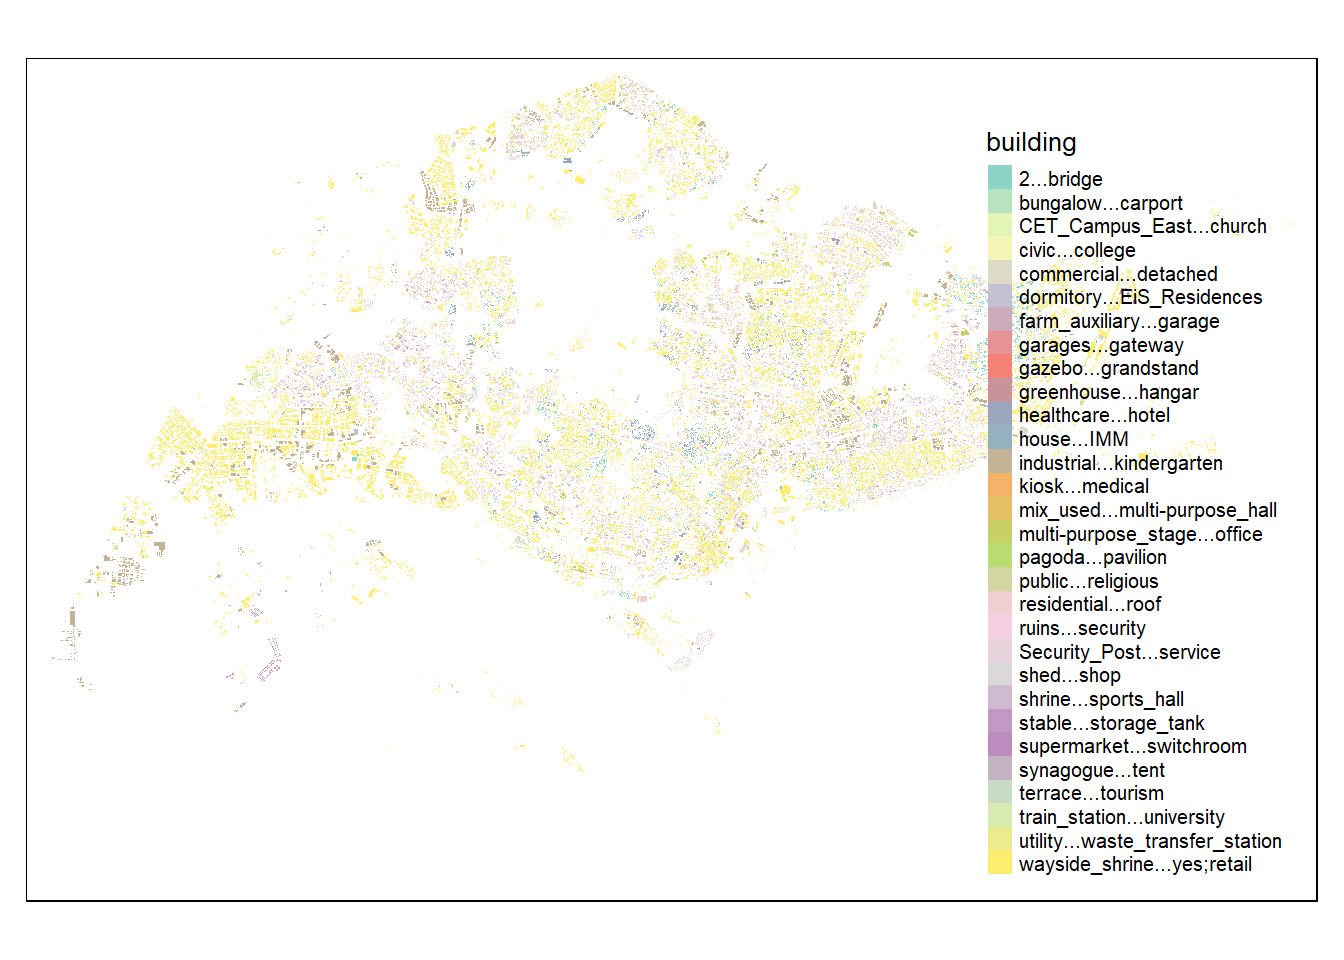 building
2...bridge
bungalow...carport
CET_Campus_East...church
civic...college
commercial...detached
dormitory...EiS_Residences
farm_auxiliary...garage
garages...gateway
gazebo...grandstand
greenhouse...hangar
healthcare...hotel
house...IMM
industrial...kindergarten
kiosk...medical
mix_used...multi-purpose_hall
multi-purpose_stage...office
pagoda...pavilion
public...religious
residential...roof
ruins...security
Security_Post...service
shed...shop
shrine...sports_hall
stable...storage_tank
supermarket...switchroom
synagogue...tent
terrace...tourism
train_station...university
utility...waste_transfer_station
wayside_shrine...yes;retail